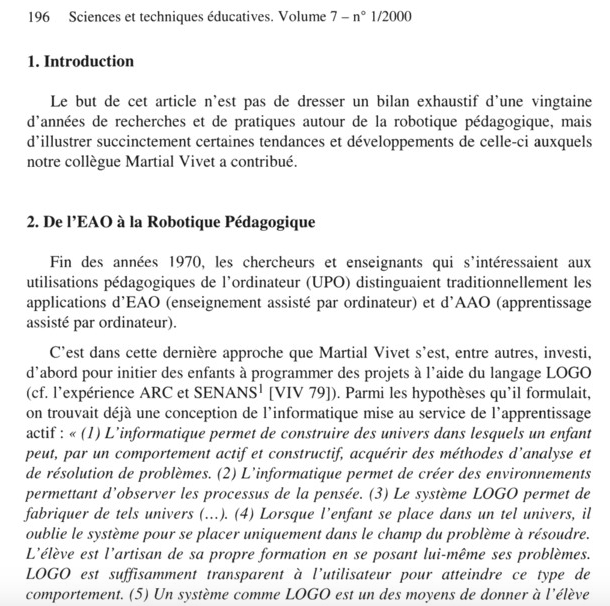 196 Sciences et techniques éducatives. Volume 7 – n° 1/2000
1. Introduction
Le but de cet article n’est pas de dresser un bilan exhaustif d’une vingtaine
d’années de recherches et de pratiques autour de la robotique pédagogique, mais
d’illustrer succinctement certaines tendances et développements de celle-ci auxquels
notre collègue Martial Vivet a contribué.
2. De l’EAO à la Robotique Pédagogique
Fin des années 1970, les chercheurs et enseignants qui s’intéressaient aux
utilisations pédagogiques de l’ordinateur (UPO) distinguaient traditionnellement les
applications d’EAO (enseignement assisté par ordinateur) et d’AAO (apprentissage
assisté par ordinateur).
C’est dans cette dernière approche que Martial Vivet s’est, entre autres, investi,
d’abord pour initier des enfants à programmer des projets à l’aide du langage LOGO
(cf. l’expérience ARC et SENANS¹ [VIV 79]). Parmi les hypothèses qu’il formulait,
on trouvait déjà une conception de l’informatique mise au service de l’apprentissage
actif : « (1) L’informatique permet de construire des univers dans lesquels un enfant
peut, par un comportement actif et constructif, acquérir des méthodes d’analyse et
de résolution de problèmes. (2) L’informatique permet de créer des environnements
permettant d’observer les processus de la pensée. (3) Le système LOGO permet de
fabriquer de tels univers (...). (4) Lorsque l’enfant se place dans un tel univers, il
oublie le système pour se placer uniquement dans le champ du problème à résoudre.
L’élève est l’artisan de sa propre formation en se posant lui-même ses problèmes.
LOGO est suffisamment transparent à l’utilisateur pour atteindre ce type de
comportement. (5) Un système comme LOGO est un des moyens de donner à l’élève